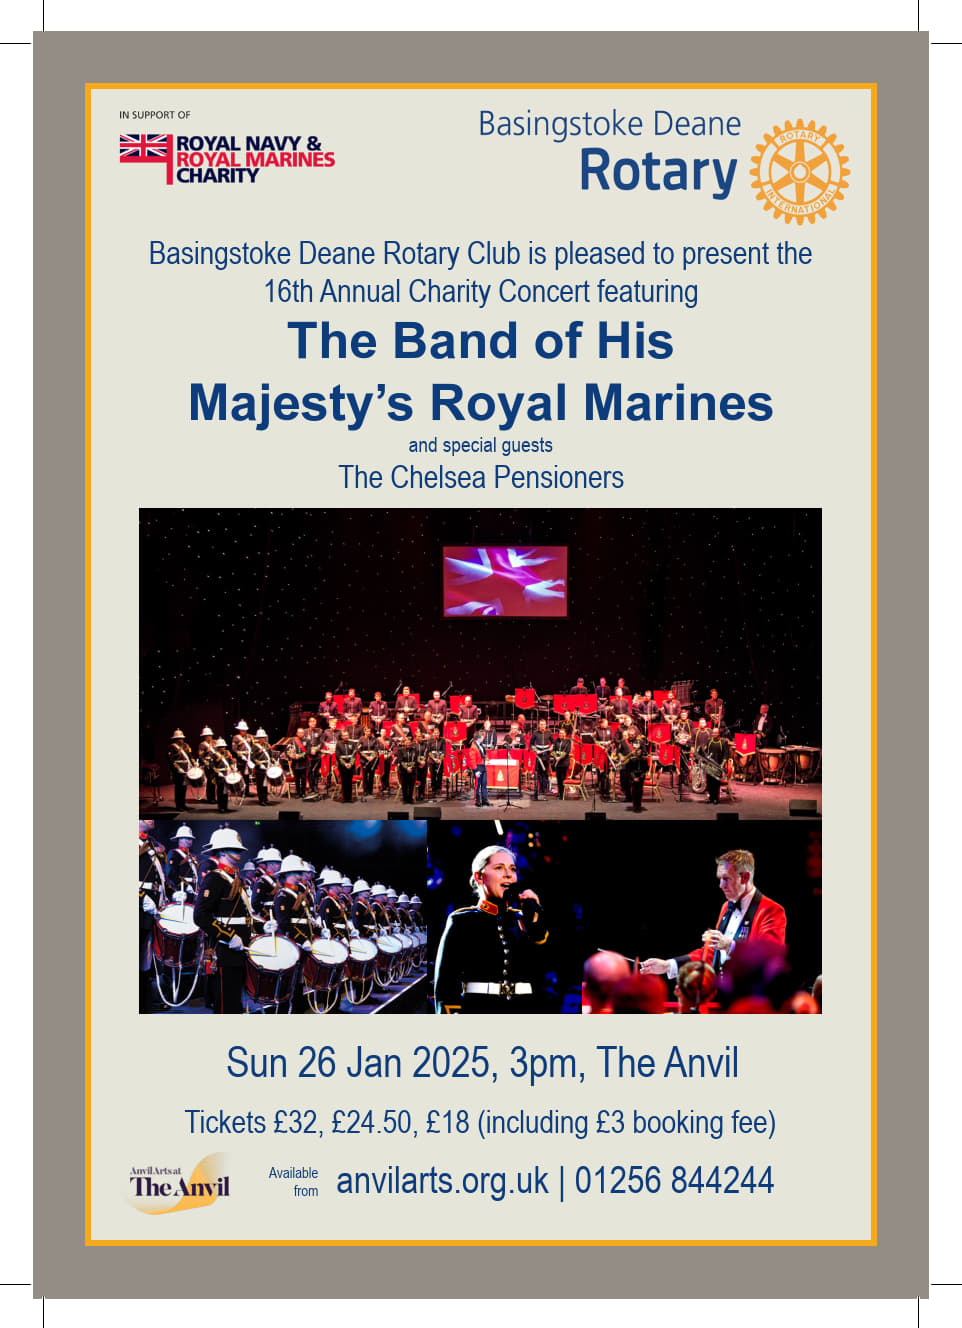 IN SUPPORT OF
ROYAL NAVY &
ROYAL MARINES
CHARITY
Basingstoke Deane
Rotary
ROTARY
INTERNATIONAL
Basingstoke Deane Rotary Club is pleased to present the
16th Annual Charity Concert featuring
The Band of His
Majesty's Royal Marines
and special guests
The Chelsea Pensioners
Sun 26 Jan 2025, 3pm, The Anvil
Tickets £32, £24.50, £18 (including £3 booking fee)
Anvil Arts at
The Anvil
Available
from
anvilarts.org.uk | 01256 844244